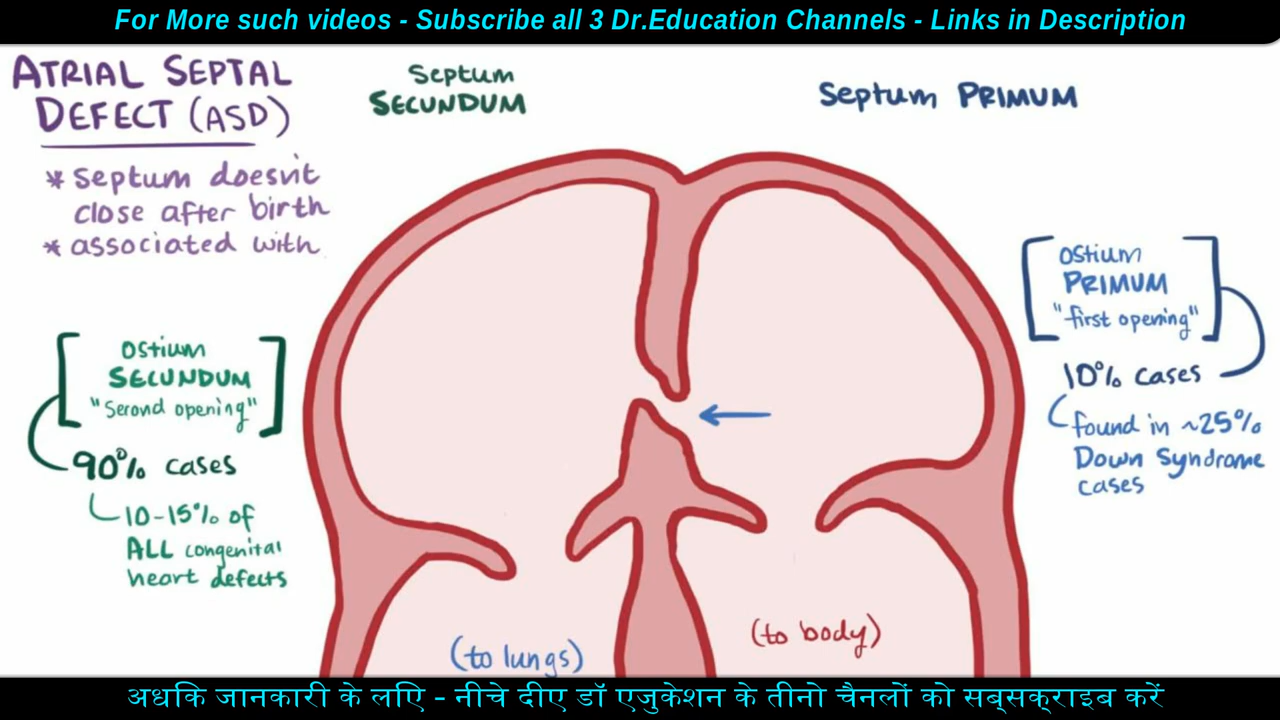 For More such videos - Subscribe all 3 Dr.Education Channels - Links in Description
ATRIAL SEPTAL
DEFECT (ASD)
* Septum doesn't
close after birth
* associated with
Septum
SECUNDUM
Septum PRIMUM
Ostium
SECUNDUM
"Second opening"
90% cases
10-15% of
ALL congenital
heart defects
Ostium
PRIMUM
"first opening"
10% cases
found in ~25%
Down Syndrome
cases
(to lungs)
(to body)
अधकि जानकारी के लएि - नीचे दीए डॉ एजुकेशन के तीनो चैनलों को सब्सक्राइब करें